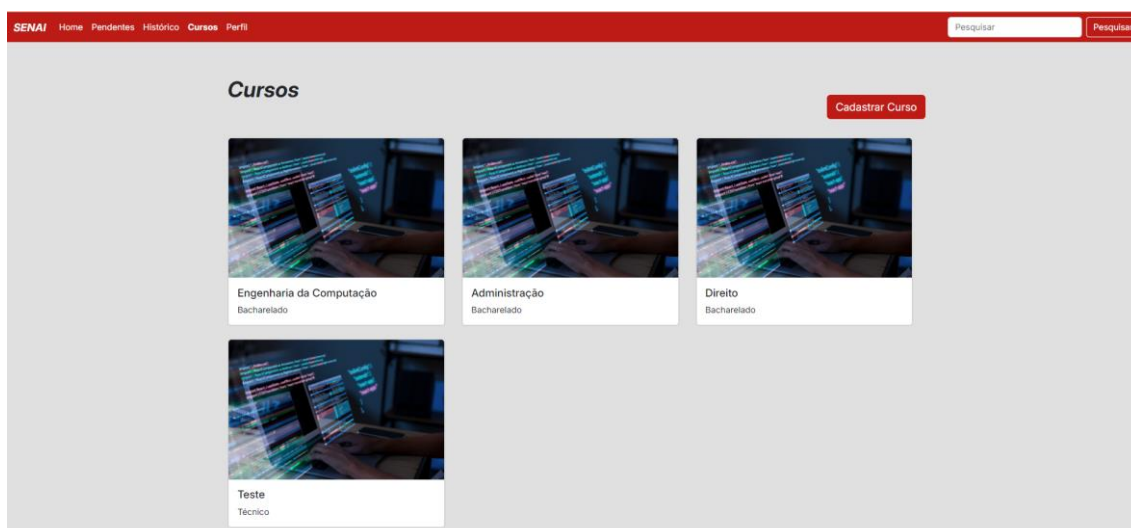 SENAI Home Pendentes Histórico Cursos Perfil Pesquisar Pesquisar
Cursos
Cadastrar Curso
Engenharia da Computação
Bacharelado
Administração
Bacharelado
Direito
Bacharelado
Teste
Técnico